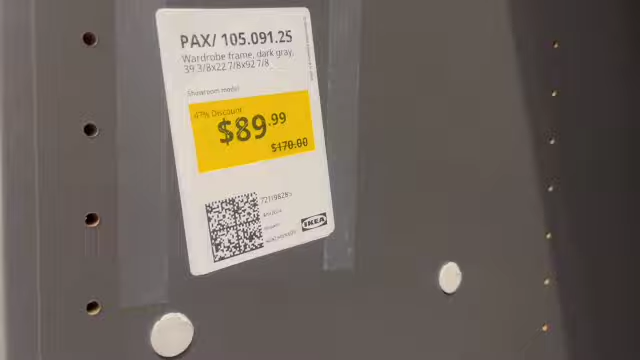 PAX/ 105.091.25
Wardrobe frame, dark gray,
39 3/8x22 7/8x92 7/8
Showroom model
47% Discount
$89.99
$170.00
IKEA